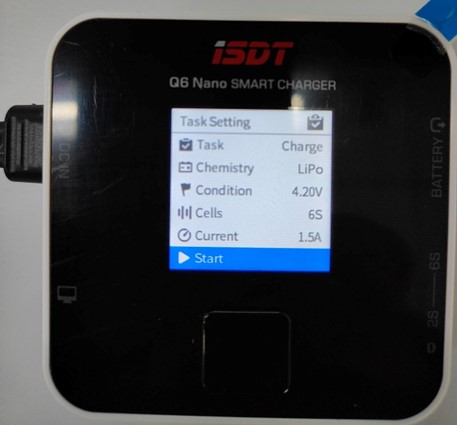 iSDT
Q6 Nano SMART CHARGER
Task Setting
Task Charge
Chemistry LiPo
Condition 4.20V
Cells 6S
Current 1.5A
Start
DC IN
BATTERY
2S 6S